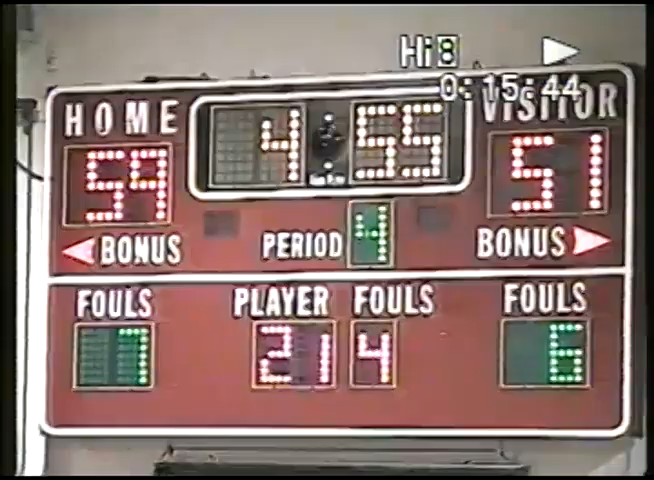 Hi8
0:15:44
HOME 4:55 VISITOR
59 51
BONUS PERIOD 4 BONUS
FOULS PLAYER FOULS FOULS
7 21 4 6